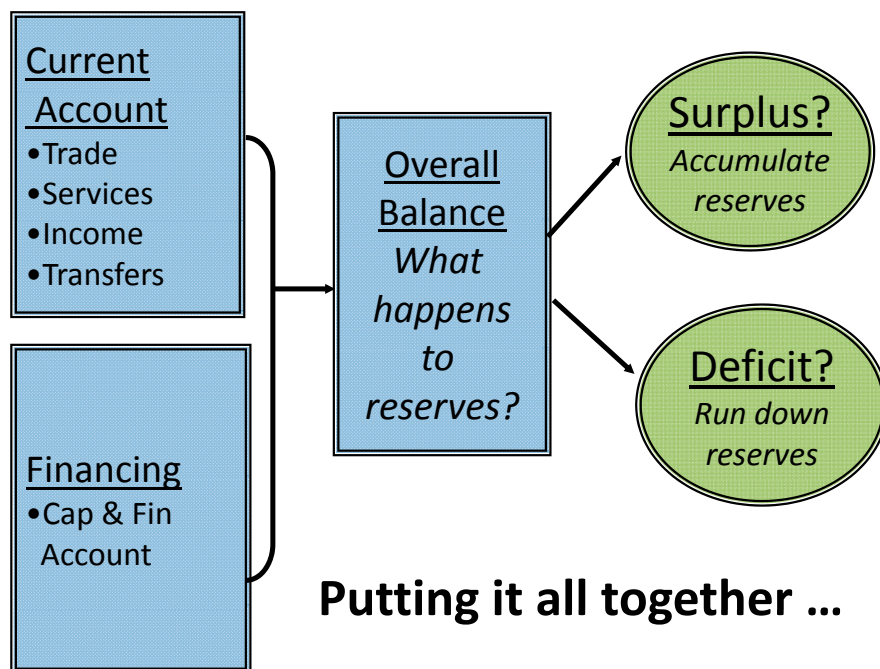 Current
Account
•Trade
•Services
•Income
•Transfers
Financing
•Cap & Fin
Account
Overall
Balance
What
happens
to
reserves?
Surplus?
Accumulate
reserves
Deficit?
Run down
reserves
Putting it all together ...